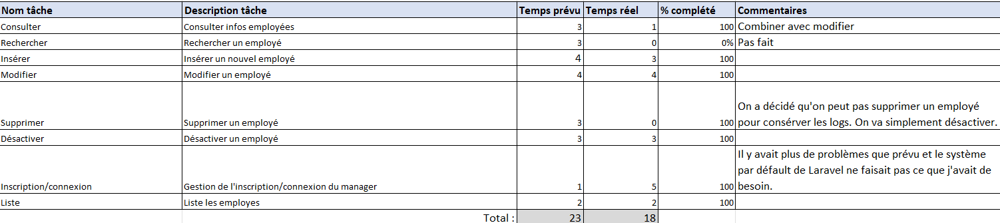 Nom tâche Description tâche Temps prévu Temps réel % complété Commentaires
Consulter Consulter infos employées 3 1 100 Combiner avec modifier
Rechercher Rechercher un employé 3 0 0% Pas fait
Insérer Insérer un nouvel employé 4 3 100
Modifier Modifier un employé 4 4 100
On a décidé qu'on peut pas supprimer un employé
Supprimer Supprimer un employé 3 0 100 pour consérver les logs. On va simplement désactiver.
Désactiver Désactiver un employé 3 3 100
Il y avait plus de problèmes que prévu et le système
par défault de Laravel ne faisait pas ce que j'avait de
Inscription/connexion Gestion de l'inscription/connexion du manager 1 5 100 besoin.
Liste Liste les employes 2 2 100
Total : 23 18